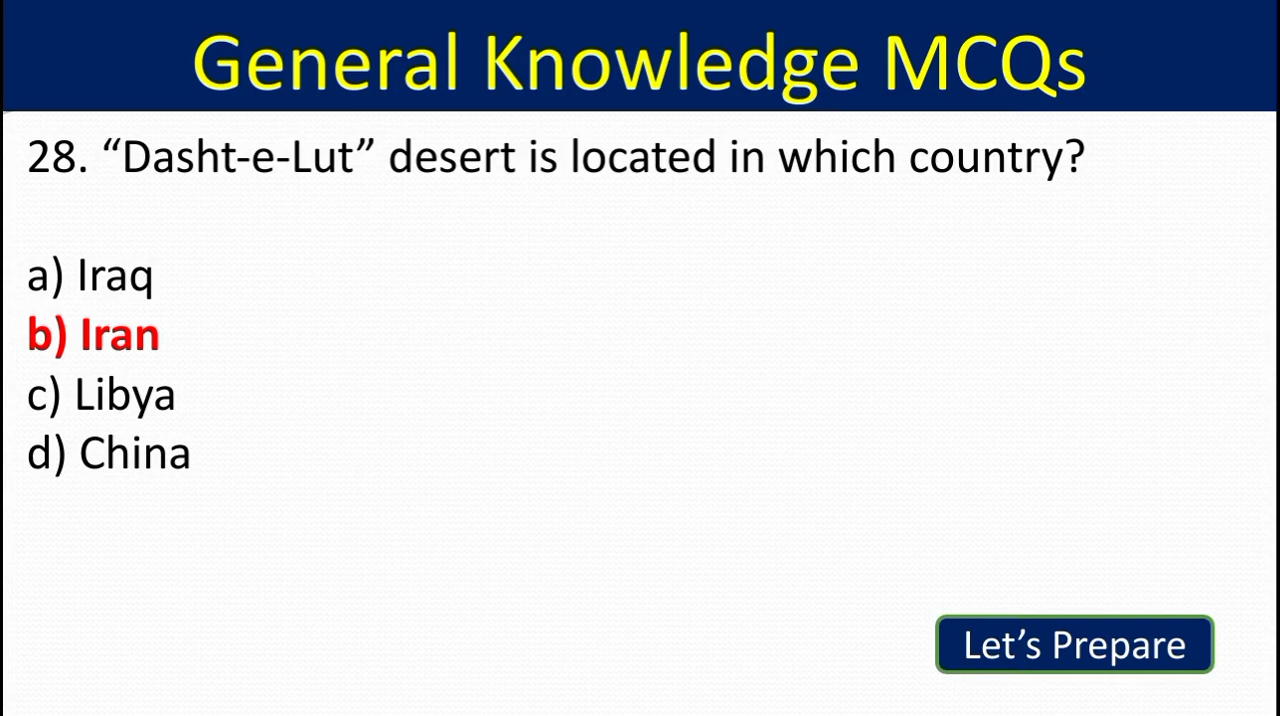 General Knowledge MCQs
28. “Dasht-e-Lut” desert is located in which country?
a) Iraq
b) Iran
c) Libya
d) China
Let’s Prepare